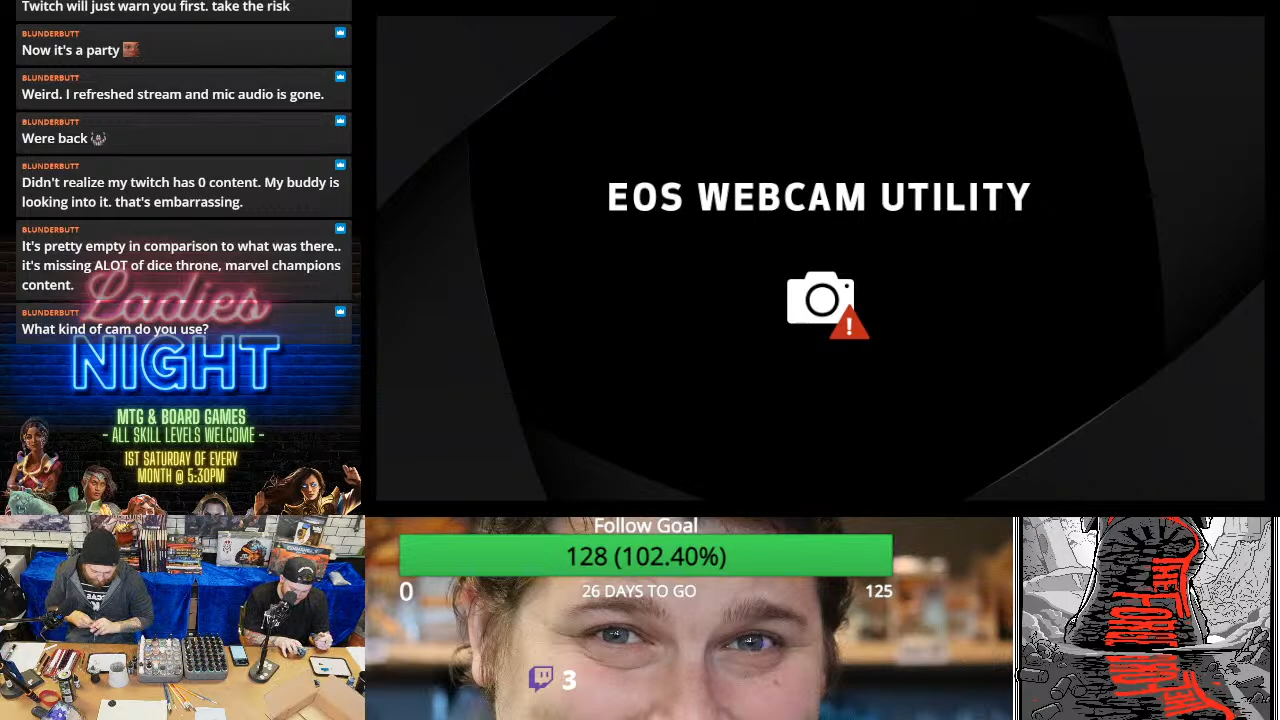 Twitch will just warn you first. take the risk
BLUNDERBUTT
Now it's a party
BLUNDERBUTT
Weird. I refreshed stream and mic audio is gone.
BLUNDERBUTT
Were back
BLUNDERBUTT
Didn't realize my twitch has 0 content. My buddy is
looking into it. that's embarrassing.
BLUNDERBUTT
It's pretty empty in comparison to what was there..
it's missing ALOT of dice throne, marvel champions
content.
BLUNDERBUTT
What kind of cam do you use?
Ladies
NIGHT
MTG & BOARD GAMES
- ALL SKILL LEVELS WELCOME -
1ST SATURDAY OF EVERY
MONTH @ 5:30PM
EOS WEBCAM UTILITY
Follow Goal
128 (102.40%)
0
26 DAYS TO GO
125
3
THE